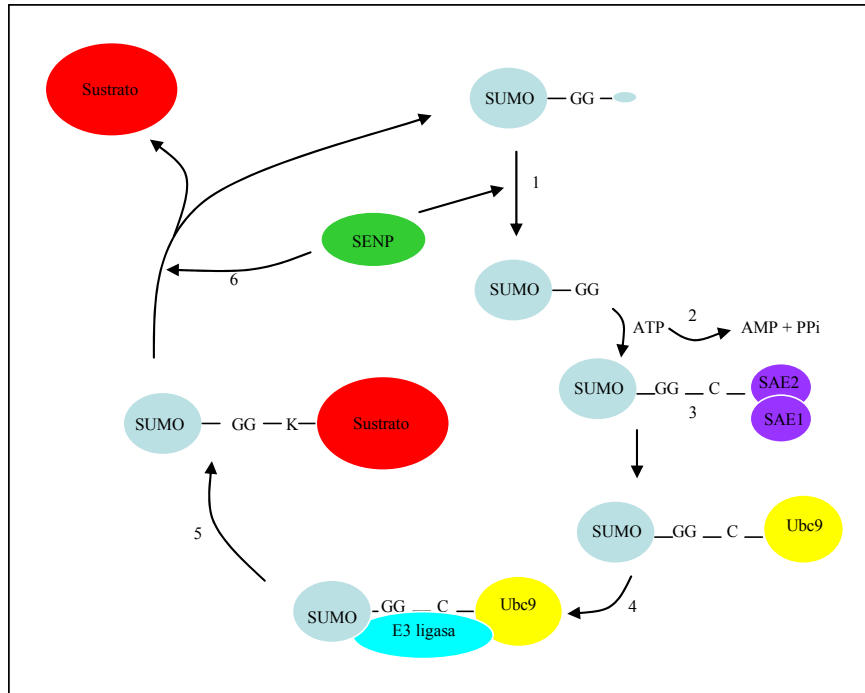 Sustrato
SUMO GG
1
SENP
6
SUMO GG
ATP 2 AMP + PPi
SUMO GG C SAE2
3 SAE1
SUMO GG K Sustrato
5
SUMO GG C Ubc9
4
SUMO GG C Ubc9
E3 ligasa